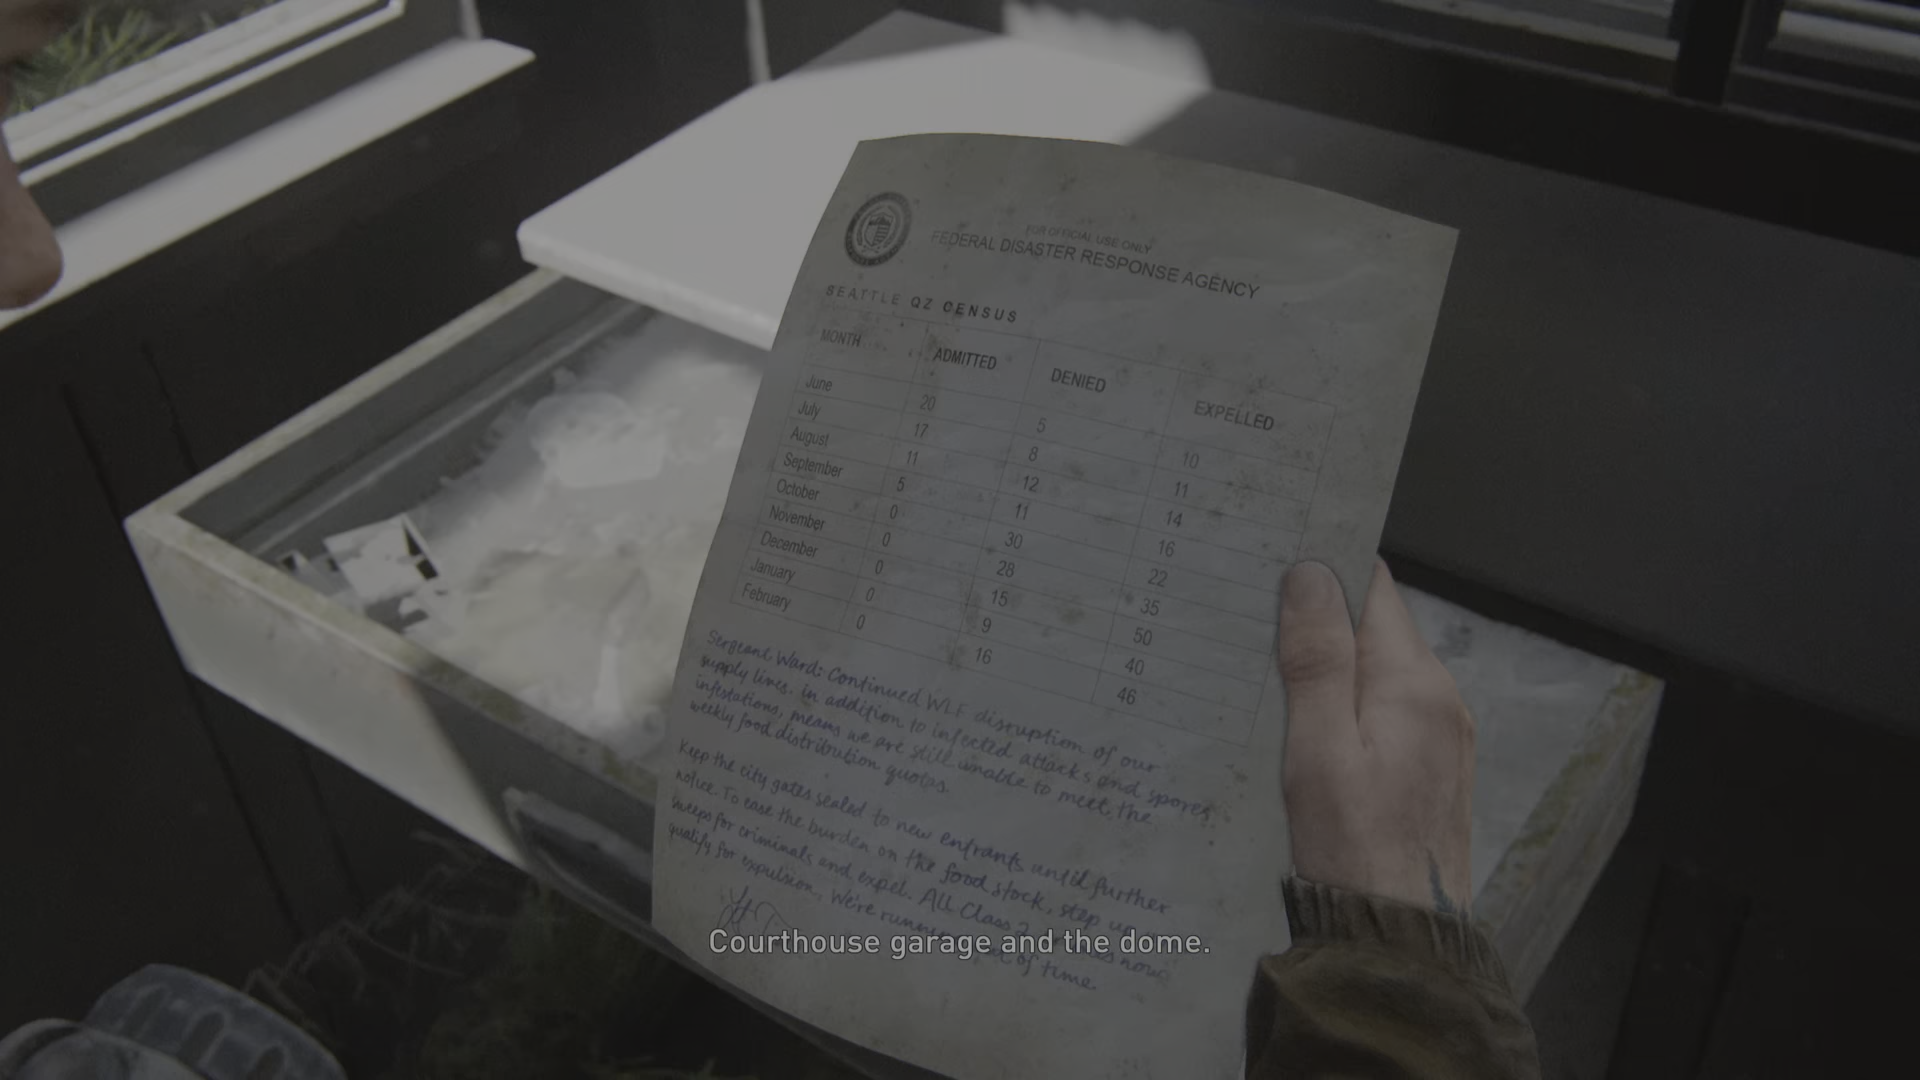 FOR OFFICIAL USE ONLY
FEDERAL DISASTER RESPONSE AGENCY
SEATTLE QZ CENSUS
MONTH ADMITTED DENIED EXPELLED
June 20 5 10
July 17 8 11
August 11 12 14
September 5 11 16
October 0 30 22
November 0 28 35
December 0 15 50
January 0 9 40
February 0 16 46
Sergeant Ward: Continued WLF disruption of our
supply lines, in addition to infected attacks and spores
infestations, means we are still unable to meet the
weekly food distribution quotas.
Keep the city gates sealed to new entrants until further
notice. To ease the burden on the food stock, step up
sweeps for criminals and expel. All Class 2 now
qualify for expulsion. We're of time.
Courthouse garage and the dome.